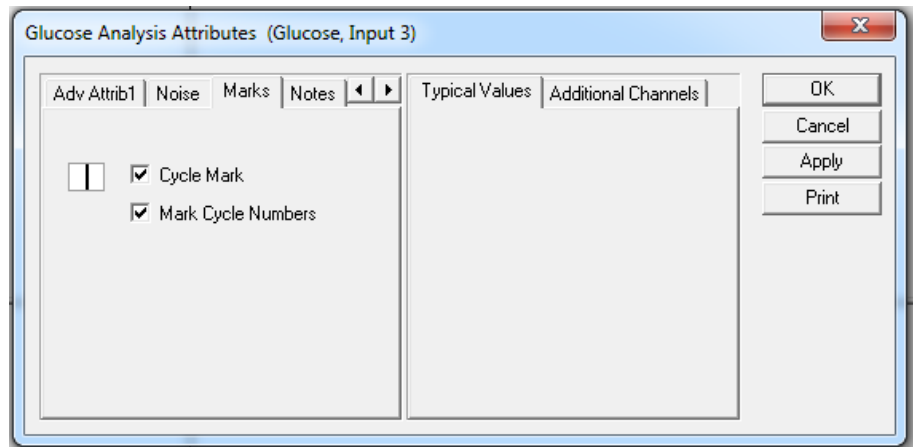 Glucose Analysis Attributes (Glucose, Input 3)
Adv Attrib1 Noise Marks Notes
Typical Values Additional Channels
OK
Cancel
Apply
Print
Cycle Mark
Mark Cycle Numbers